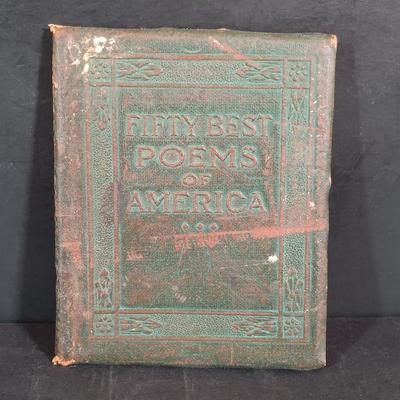 FIFTY BEST
POEMS
OF
AMERICA